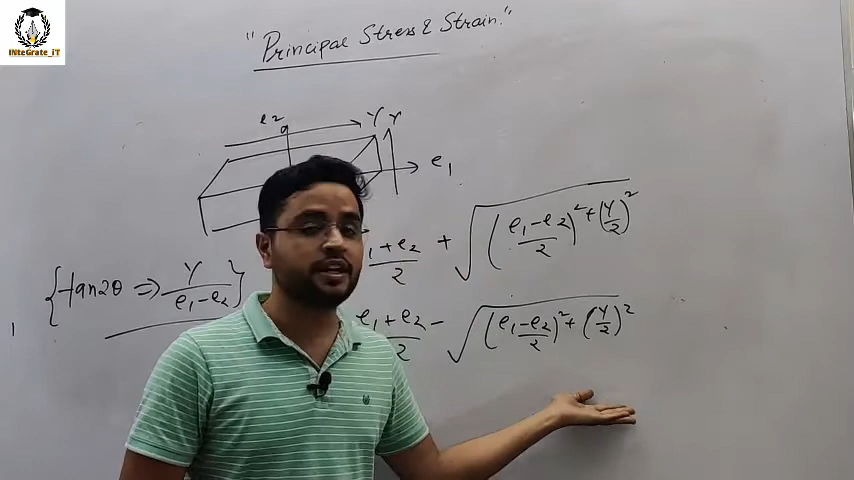 INteGrate_iT
"Principal Stress & Strain."
e2 γ γ
e1
e1+e2/2 + √((e1-e2/2)²+(γ/2)²
{tan2θ ⇒ γ/e1-e2}
e1+e2/2 - √((e1-e2/2)²+(γ/2)²